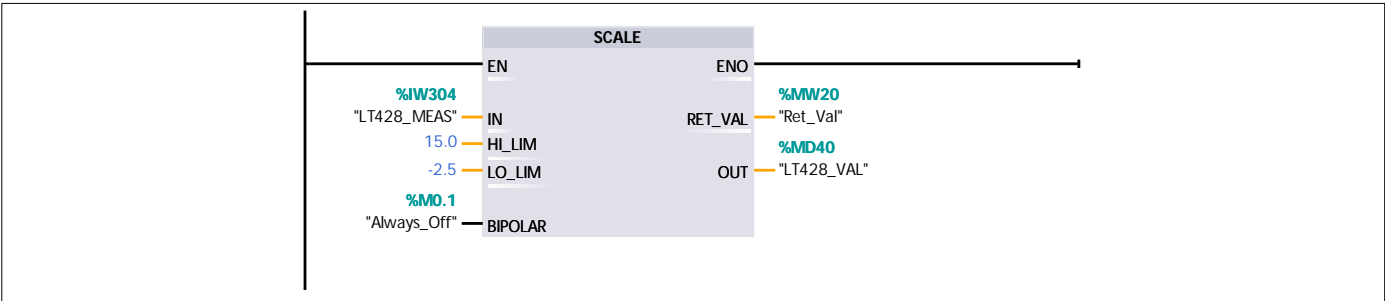 SCALE
EN ENO
%IW304 %MW20
"LT428_MEAS" IN RET_VAL "Ret_Val"
15.0 HI_LIM %MD40
-2.5 LO_LIM OUT "LT428_VAL"
%M0.1
"Always_Off" BIPOLAR